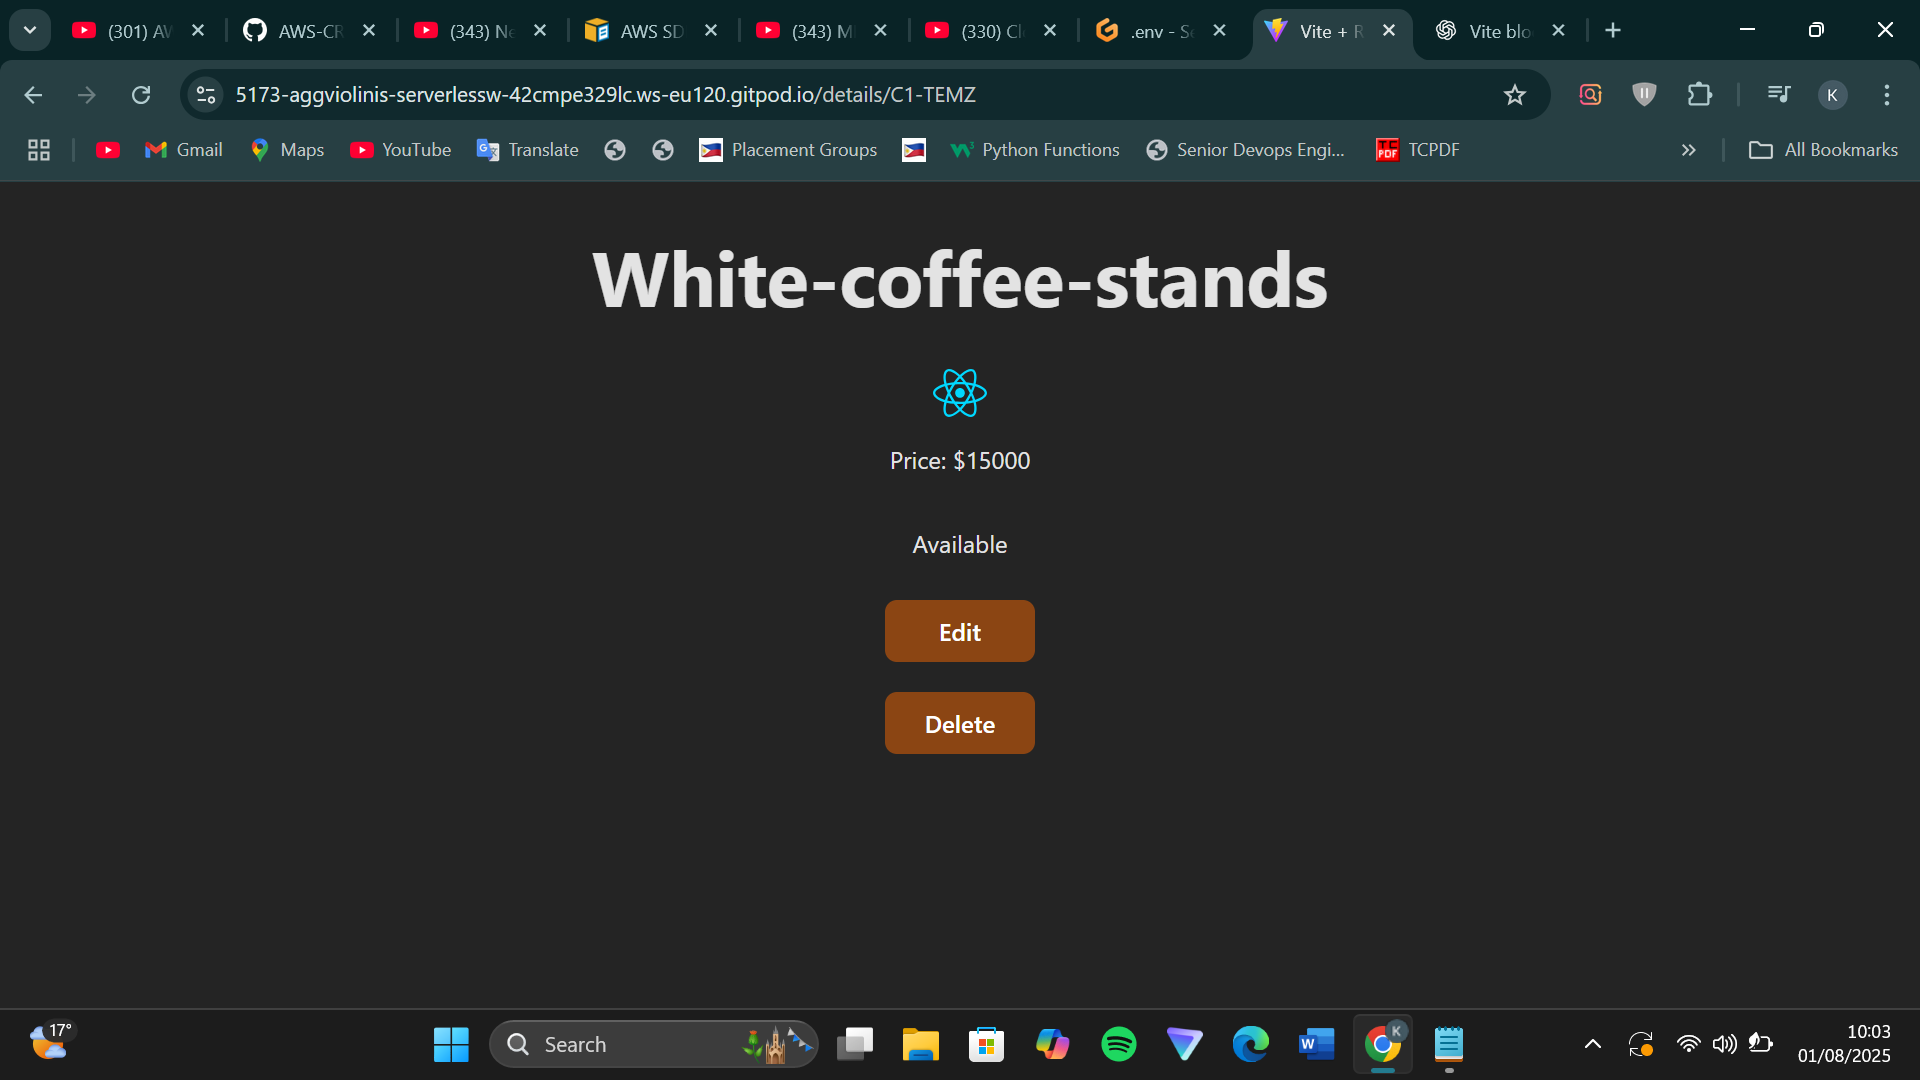 (301) AW
AWS-CR
(343) Ne
AWS SD
(343) M
(330) Cl
.env - Se
Vite + R
Vite blo
5173-aggviolinis-serverlessw-42cmpe329lc.ws-eu120.gitpod.io/details/C1-TEMZ
K
Gmail
Maps
YouTube
Translate
Placement Groups
Python Functions
Senior Devops Engi...
TCPDF
All Bookmarks
White-coffee-stands
Price: $15000
Available
Edit
Delete
17°
Search
K
10:03
01/08/2025